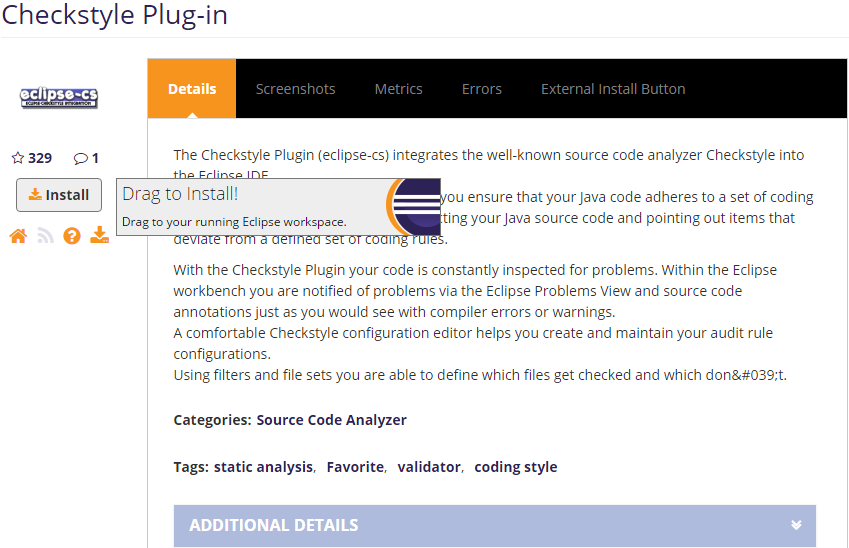 Checkstyle Plug-in
eclipse-cs
ECLIPSE CHECKSTYLE INTEGRATION
Details
Screenshots
Metrics
Errors
External Install Button
329
1
Install
Drag to Install!
Drag to your running Eclipse workspace.
The Checkstyle Plugin (eclipse-cs) integrates the well-known source code analyzer Checkstyle into
the Eclipse IDE.
you ensure that your Java code adheres to a set of coding
your Java source code and pointing out items that
deviate from a defined set of coding rules.
With the Checkstyle Plugin your code is constantly inspected for problems. Within the Eclipse
workbench you are notified of problems via the Eclipse Problems View and source code
annotations just as you would see with compiler errors or warnings.
A comfortable Checkstyle configuration editor helps you create and maintain your audit rule
configurations.
Using filters and file sets you are able to define which files get checked and which don&#039;t.
Categories: Source Code Analyzer
Tags: static analysis, Favorite, validator, coding style
ADDITIONAL DETAILS